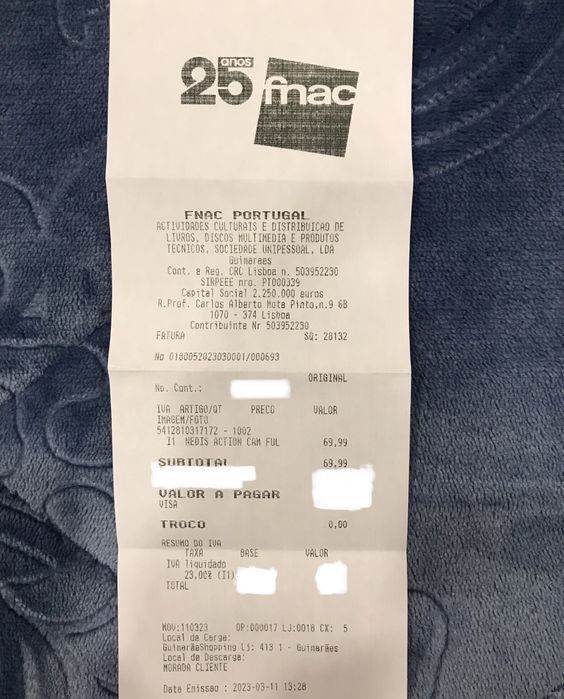 25 anos fnac
FNAC PORTUGAL
ACTIVIDADES CULTURAIS E DISTRIBUICAO DE
LIVROS, DISCOS MULTIMEDIA E PRODUTOS
TECNICOS, SOCIEDADE UNIPESSOAL, LDA
Guimaraes
Cont. e Reg. CRC Lisboa n. 503952230
SIRPEEE nro. PT000339
Capital Social 2.250.000 euros
R.Prof. Carlos Alberto Mota Pinto,n.9 6B
1070 - 374 Lisboa
Contribuinte Nr 503952230
FATURA SQ: 28132
No 0180052023030001/000693
ORIGINAL
No. Cont.:
IVA ARTIGO/QT PRECO VALOR
IMAGEM/FOTO
5412810317172 - 1002
I1 NEDIS ACTION CAM FUL 69,99
SUBTOTAL 69,99
VALOR A PAGAR
VISA
TROCO 0,00
RESUMO DO IVA
TAXA BASE VALOR
IVA liquidado
23,00% (I1)
TOTAL
MOV:110323 OP:000017 LJ:0018 CX: 5
Local de Carga:
GuimarãeShopping Lj: 413 1 - Guimarães
Local de Descarga:
MORADA CLIENTE
Data Emissao : 2023-03-11 13:28